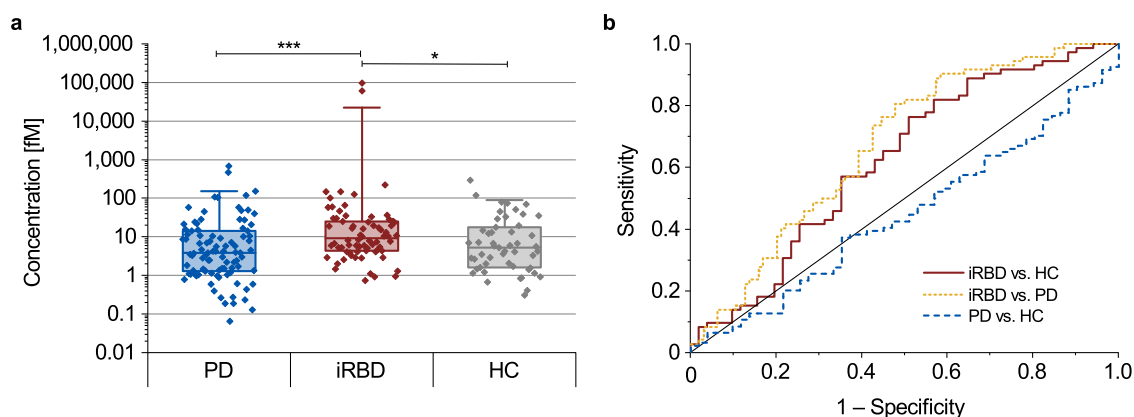 a
Concentration [fM]
1,000,000
100,000
10,000
1,000
100
10
1
0.1
0.01
***
*
PD
iRBD
HC
b
Sensitivity
1.0
0.8
0.6
0.4
0.2
0
iRBD vs. HC
iRBD vs. PD
PD vs. HC
0
0.2
0.4
0.6
0.8
1.0
1 – Specificity